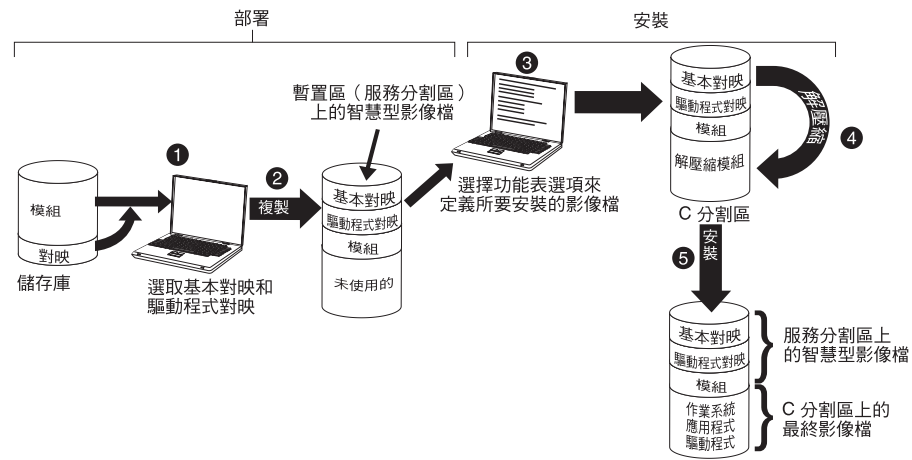 部署
安裝
❶
模組
對映
儲存庫
選取基本對映和
驅動程式對映
❷
複製
暫置區（服務分割區）
上的智慧型影像檔
基本對映
驅動程式對映
模組
未使用的
❸
選擇功能表選項來
定義所要安裝的影像檔
基本對映
驅動程式對映
模組
解壓縮模組
C 分割區
解壓縮
❹
❺
安裝
基本對映
驅動程式對映
模組
作業系統
應用程式
驅動程式
服務分割區上
的智慧型影像檔
C 分割區上的
最終影像檔